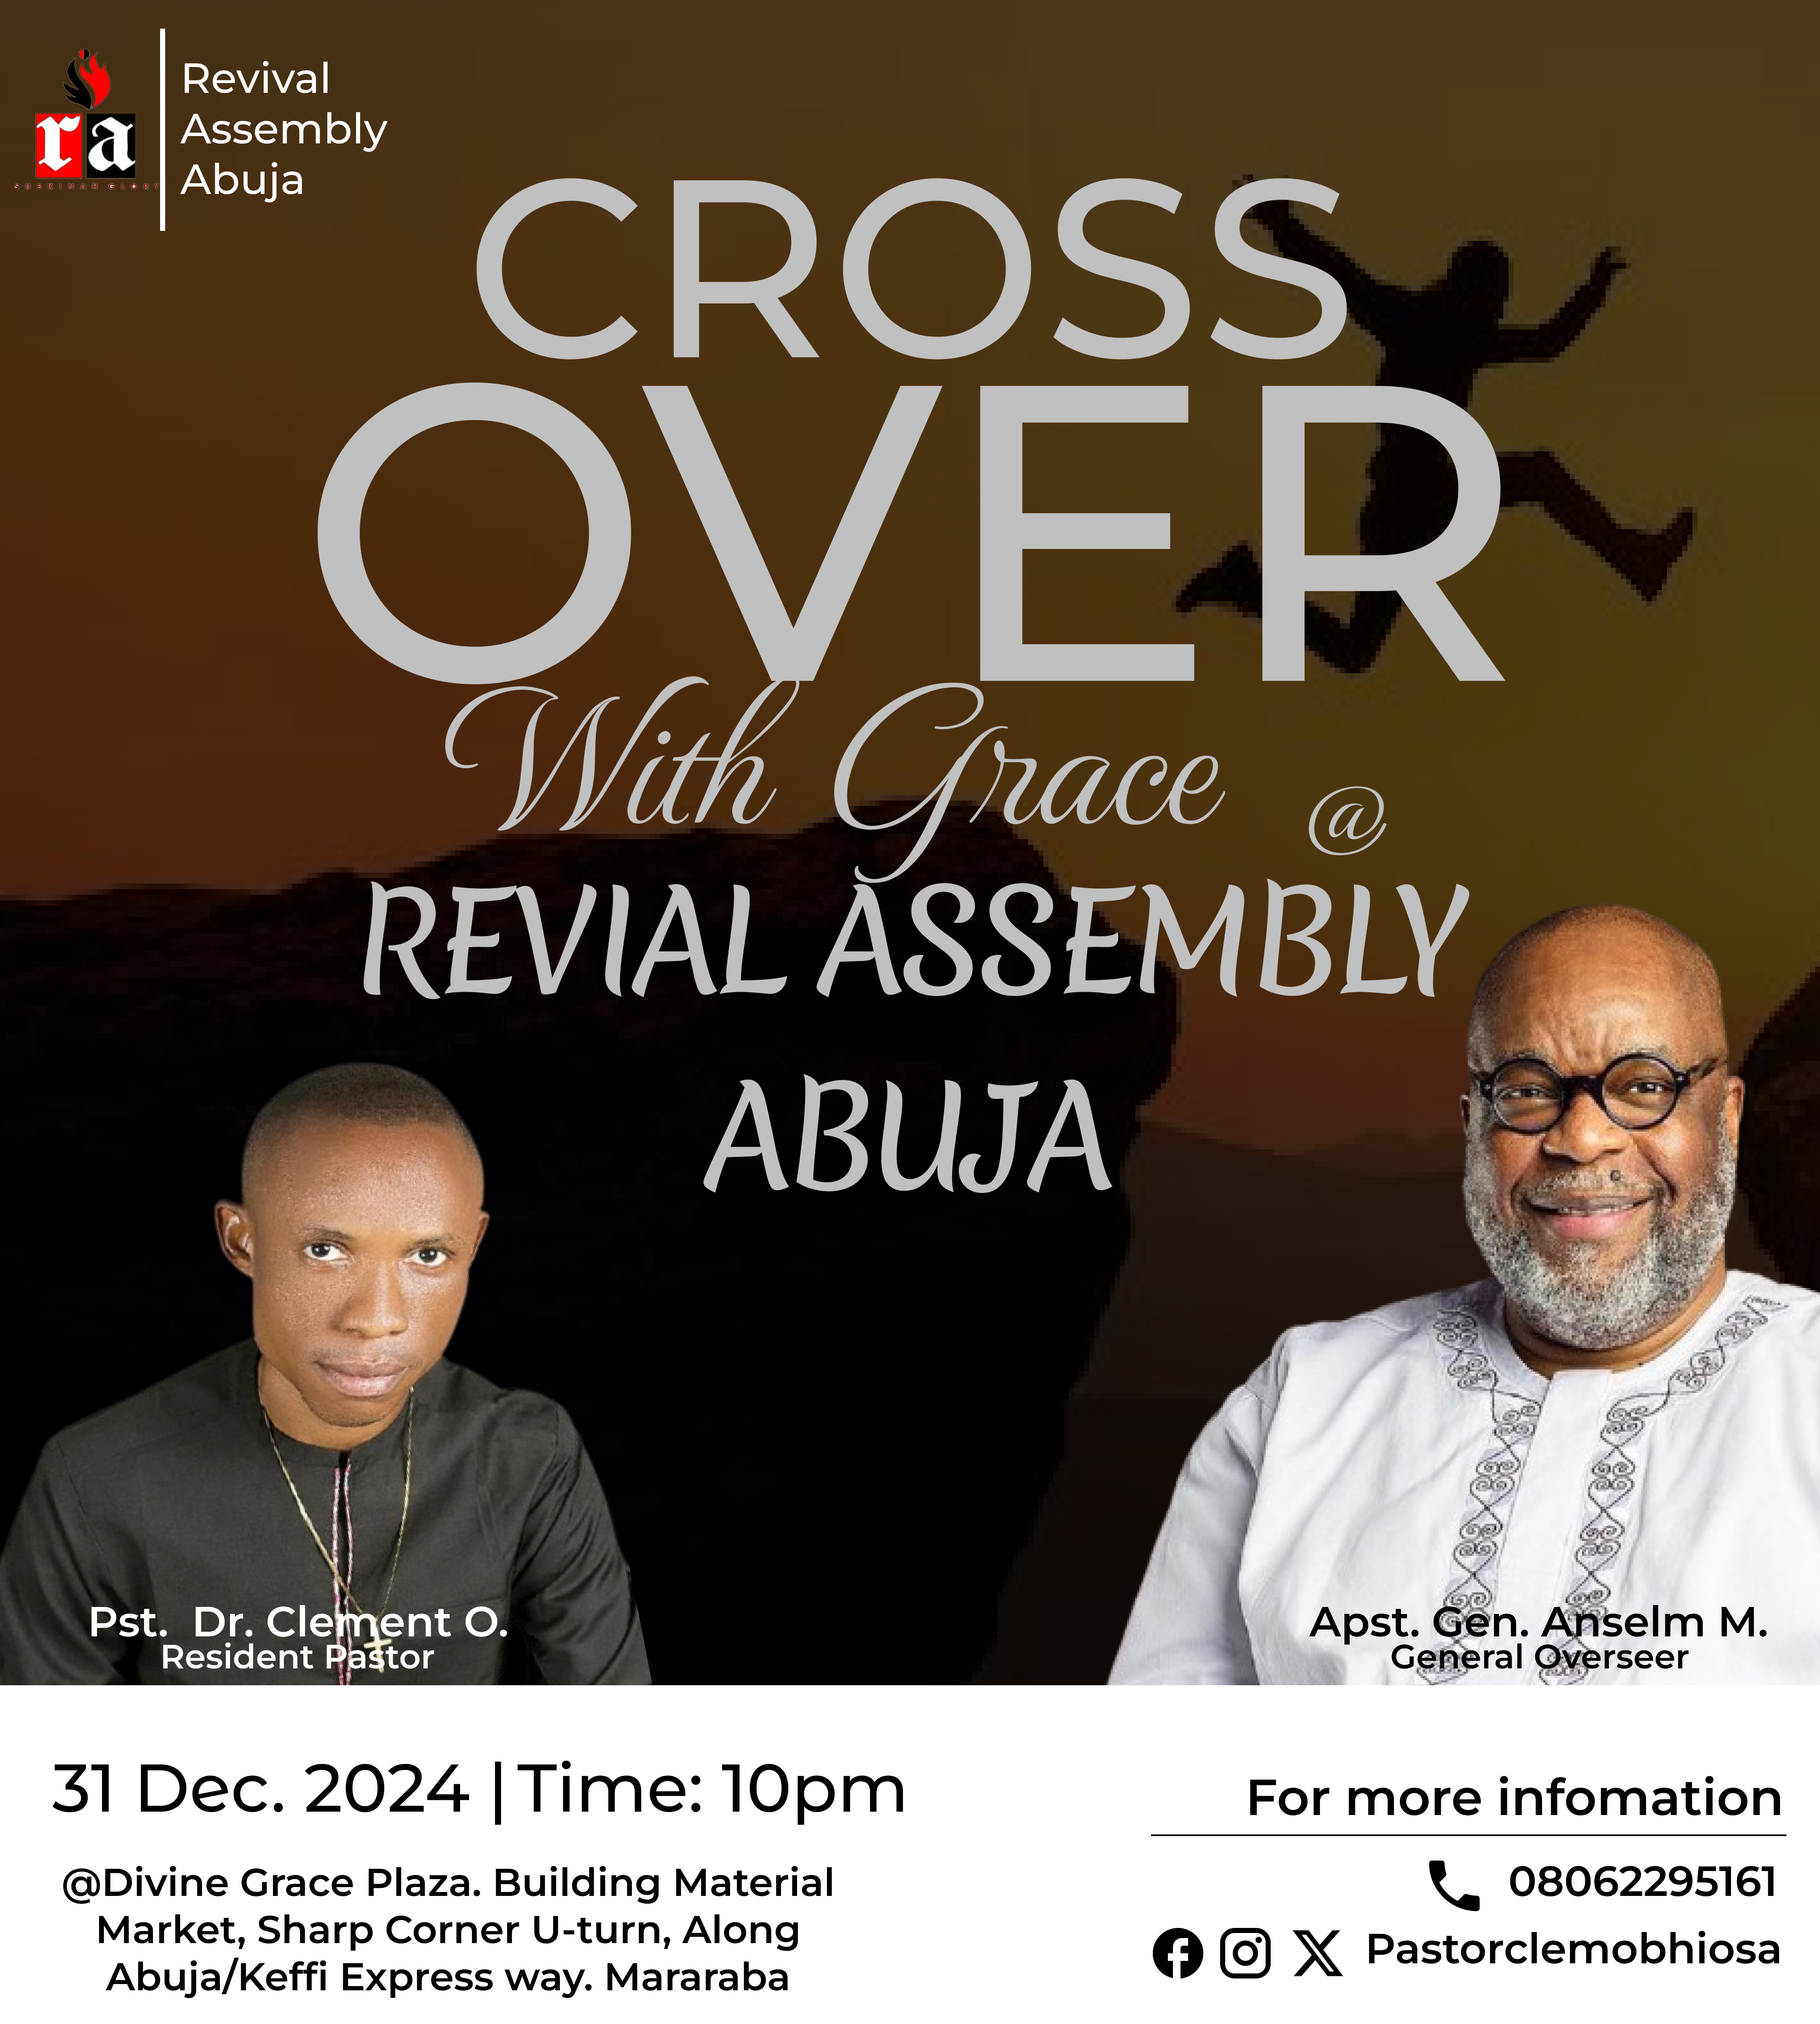 Revival
Assembly
Abuja
ra
SHEKINAH GLORY
CROSS
OVER
With Grace @
REVIAL ASSEMBLY
ABUJA
Pst. Dr. Clement O.
Resident Pastor
Apst. Gen. Anselm M.
General Overseer
31 Dec. 2024 | Time: 10pm
@Divine Grace Plaza. Building Material
Market, Sharp Corner U-turn, Along
Abuja/Keffi Express way. Mararaba
For more infomation
08062295161
Pastorclemobhiosa